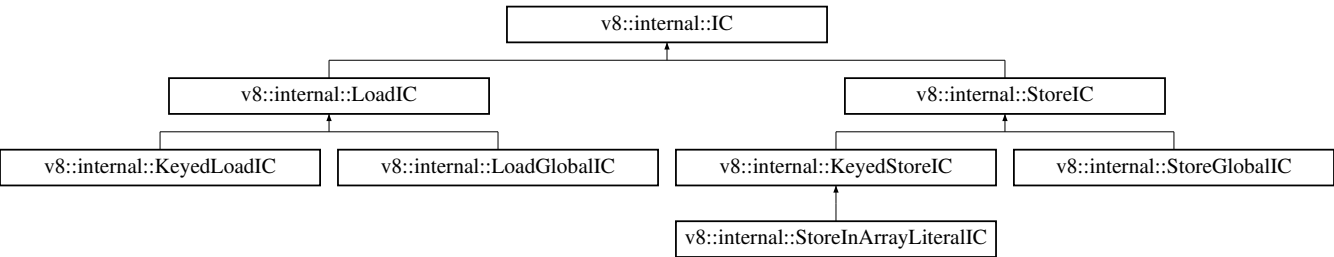 v8::internal::IC
v8::internal::LoadIC
v8::internal::StoreIC
v8::internal::KeyedLoadIC
v8::internal::LoadGlobalIC
v8::internal::KeyedStoreIC
v8::internal::StoreGlobalIC
v8::internal::StoreInArrayLiteralIC